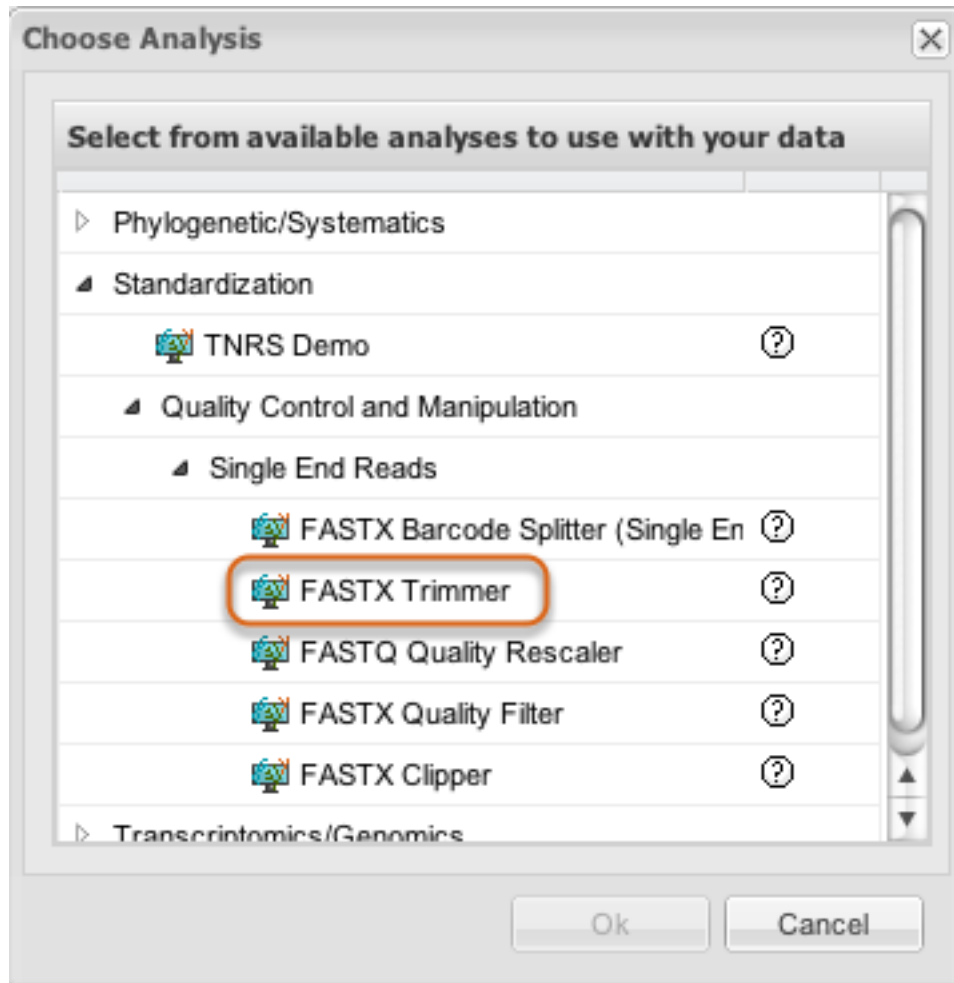 Choose Analysis
Select from available analyses to use with your data
Phylogenetic/Systematics
Standardization
TNRS Demo
Quality Control and Manipulation
Single End Reads
FASTX Barcode Splitter (Single En
FASTX Trimmer
FASTQ Quality Rescaler
FASTX Quality Filter
FASTX Clipper
Transcriptomics/Genomics
Ok Cancel